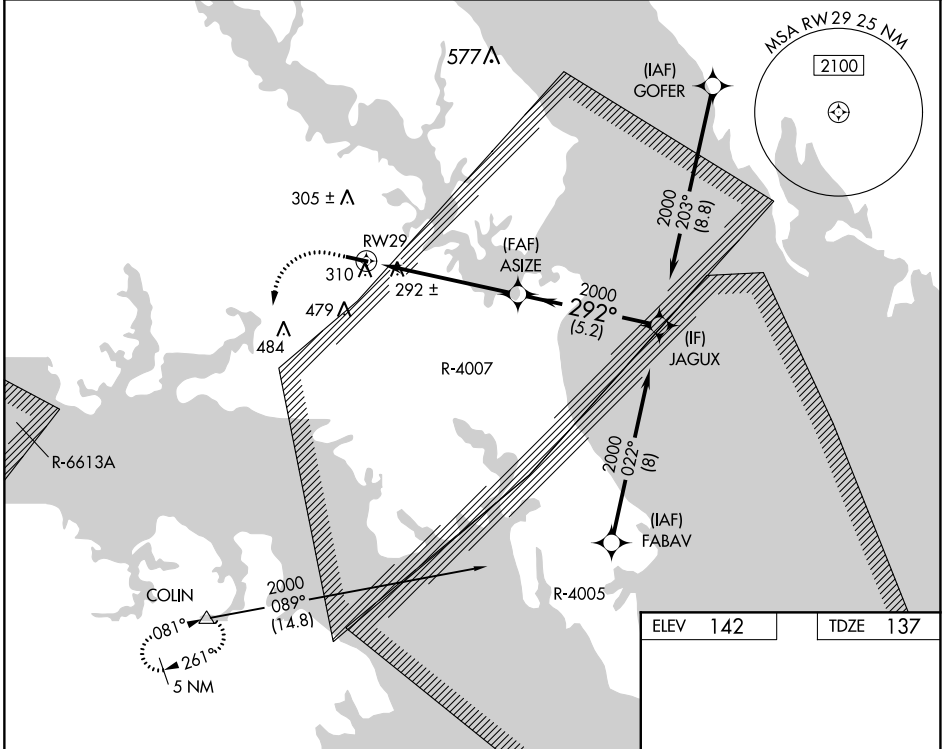 577
(IAF)
GOFER
MSA RW29 25 NM
2100
305 ±
2000
203°
(8.8)
RW29
(FAF)
ASIZE
310
292 ±
2000
292°
(5.2)
479
484
(IF)
JAGUX
R-4007
R-6613A
2000
022°
(8)
(IAF)
FABAV
COLIN
2000
089°
(14.8)
R-4005
081°
261°
5 NM
ELEV 142
TDZE 137